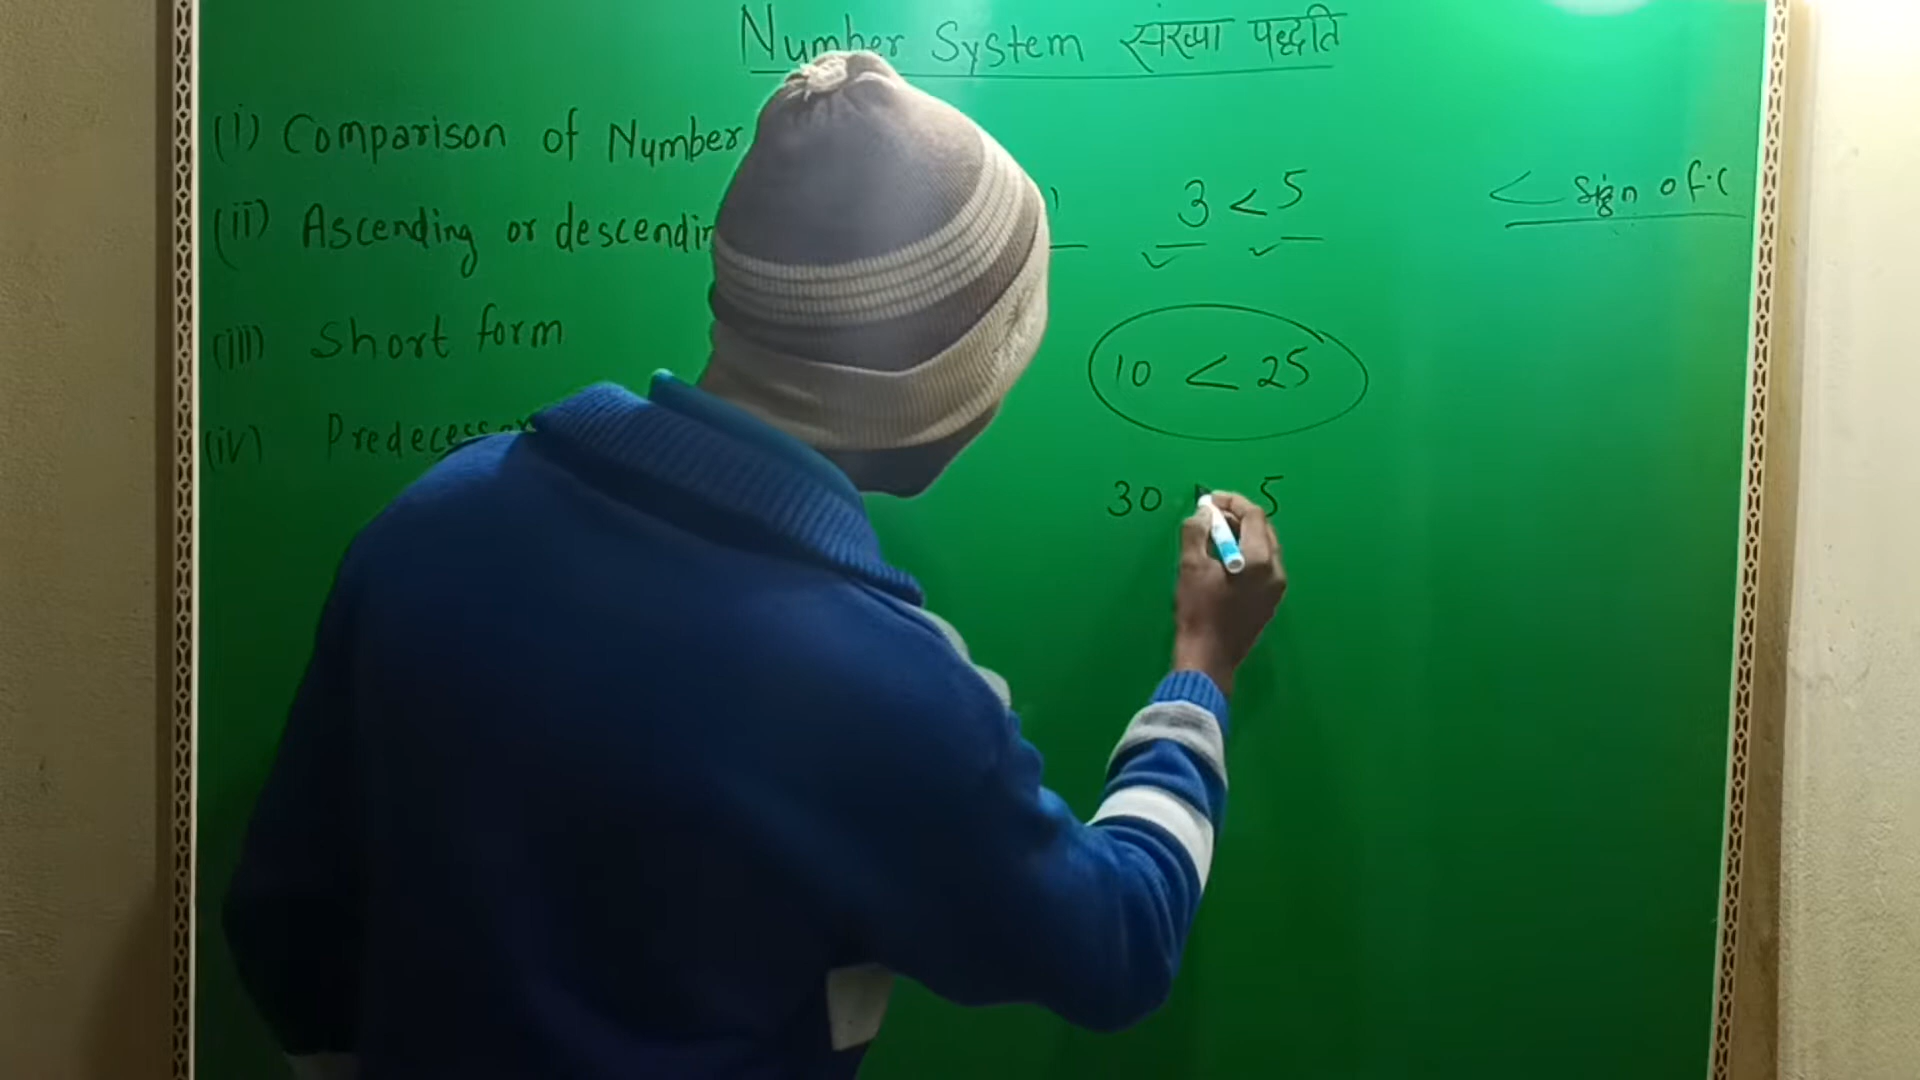 Number System संख्या पद्धति
(i) Comparison of Number
(ii) Ascending or descendin
(iii) Short form
(iv) Predecessor
3 < 5
< Sign of.C
10 < 25
30 5